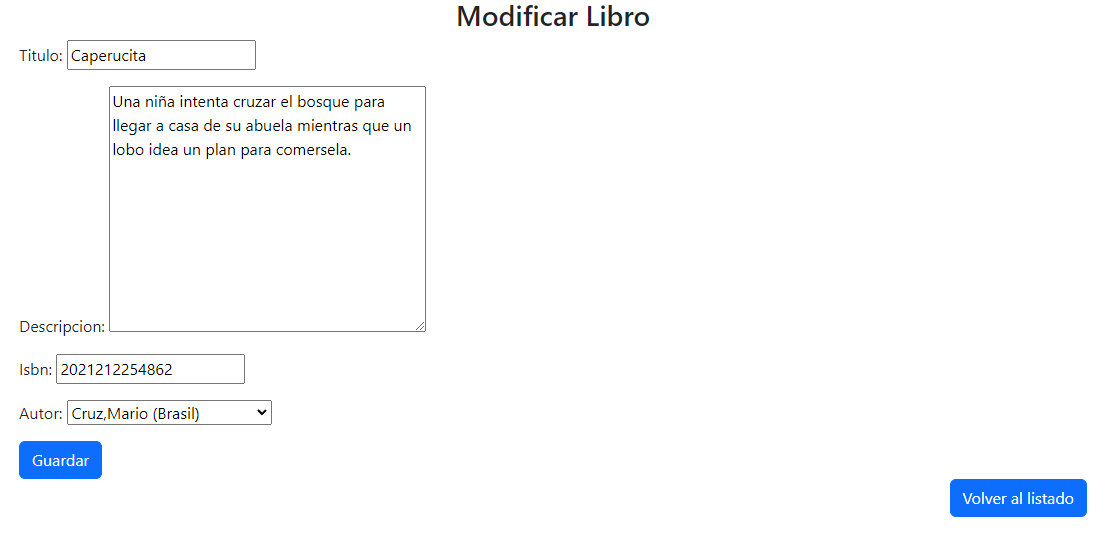 Modificar Libro
Titulo: Caperucita
Una niña intenta cruzar el bosque para
llegar a casa de su abuela mientras que un
lobo idea un plan para comersela.
Descripcion:
Isbn: 2021212254862
Autor: Cruz,Mario (Brasil)
Guardar
Volver al listado